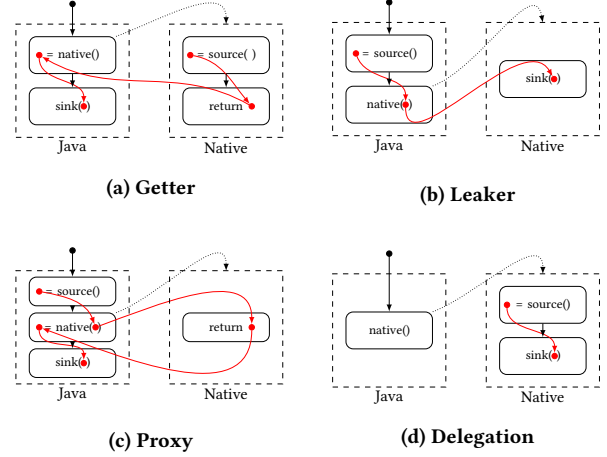 = native()
= source( )
sink( )
return
Java
Native
(a) Getter
= source()
native( )
sink( )
Java
Native
(b) Leaker
= source()
= native( )
sink( )
return
Java
Native
(c) Proxy
native()
= source()
sink( )
Java
Native
(d) Delegation